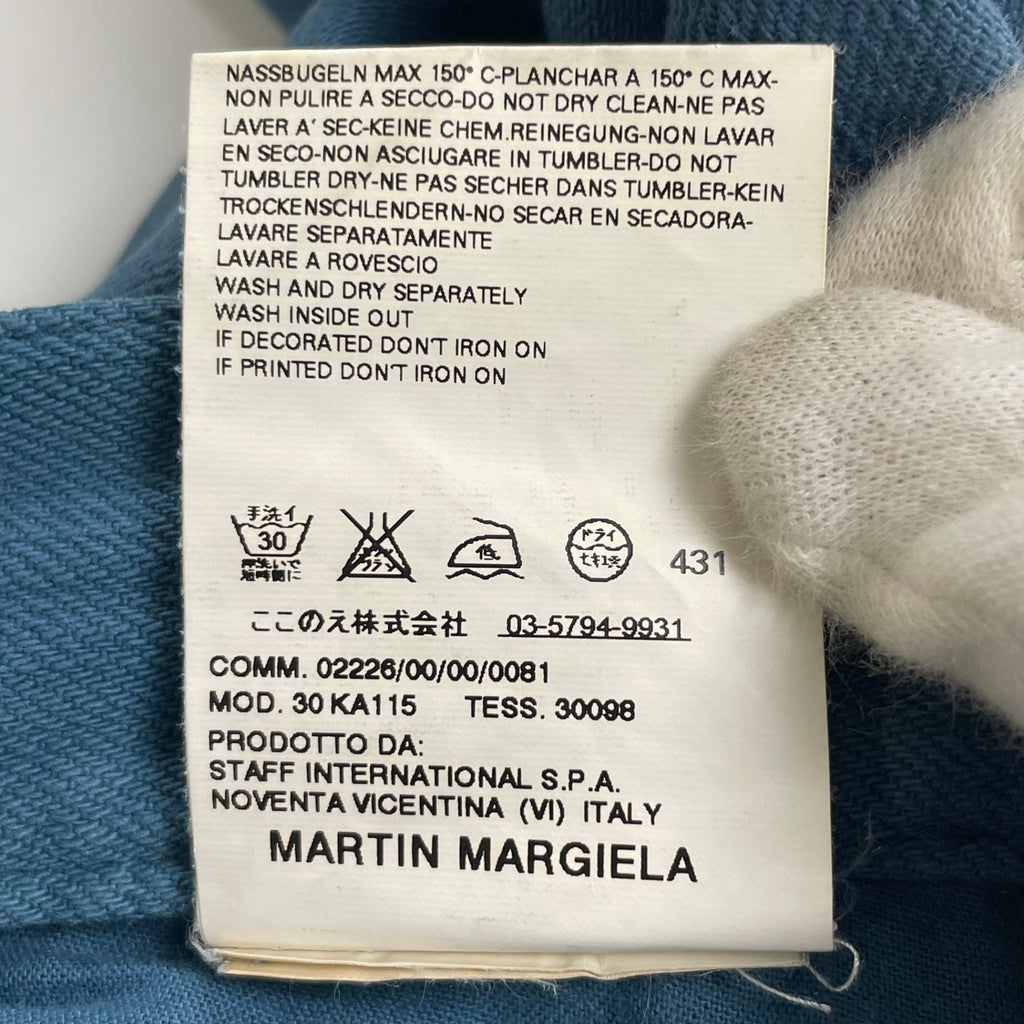 NASSBUGELN MAX 150° C-PLANCHAR A 150° C MAX-
NON PULIRE A SECCO-DO NOT DRY CLEAN-NE PAS
LAVER A' SEC-KEINE CHEM.REINEGUNG-NON LAVAR
EN SECO-NON ASCIUGARE IN TUMBLER-DO NOT
TUMBLER DRY-NE PAS SECHER DANS TUMBLER-KEIN
TROCKENSCHLENDERN-NO SECAR EN SECADORA-
LAVARE SEPARATAMENTE
LAVARE A ROVESCIO
WASH AND DRY SEPARATELY
WASH INSIDE OUT
IF DECORATED DON'T IRON ON
IF PRINTED DON'T IRON ON
手洗イ
30
低
ドライ
431
ここのえ株式会社 03-5794-9931
COMM. 02226/00/00/0081
MOD. 30 KA115 TESS. 30098
PRODOTTO DA:
STAFF INTERNATIONAL S.P.A.
NOVENTA VICENTINA (VI) ITALY
MARTIN MARGIELA